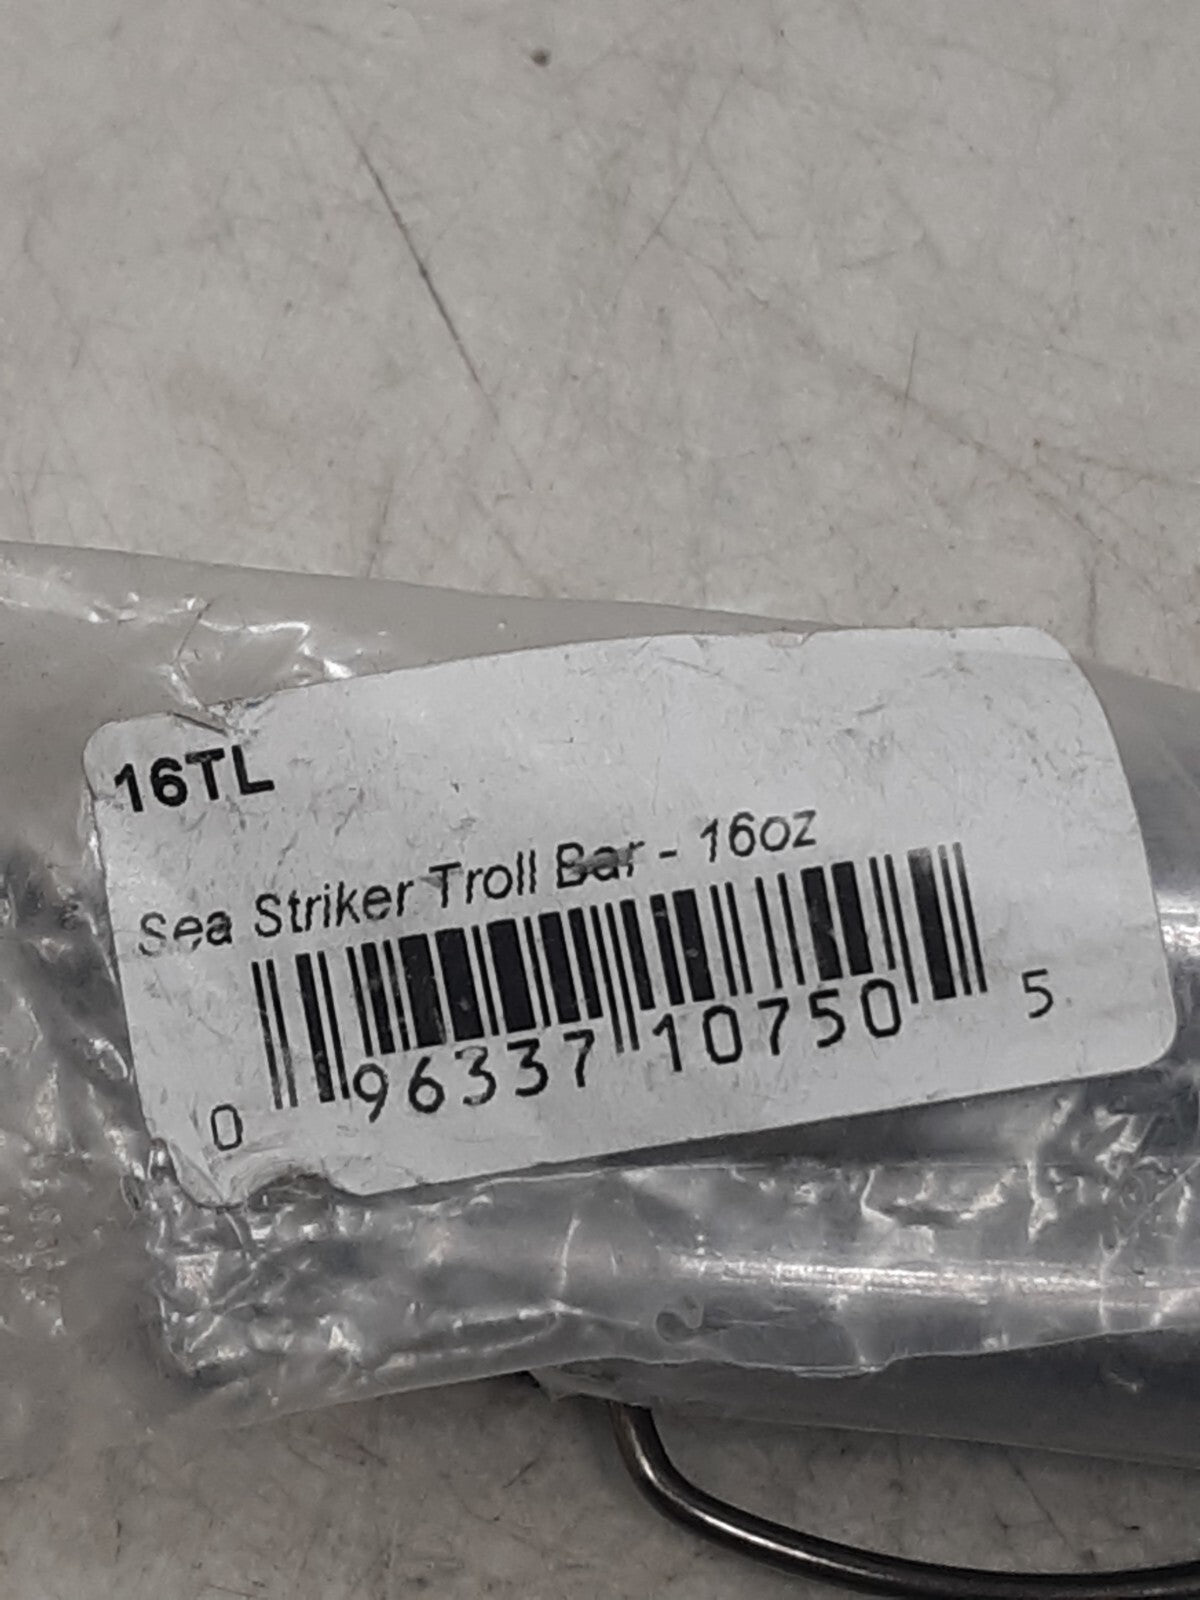 16TL
Sea Striker Troll Bar - 16oz
0 96337 10750 5